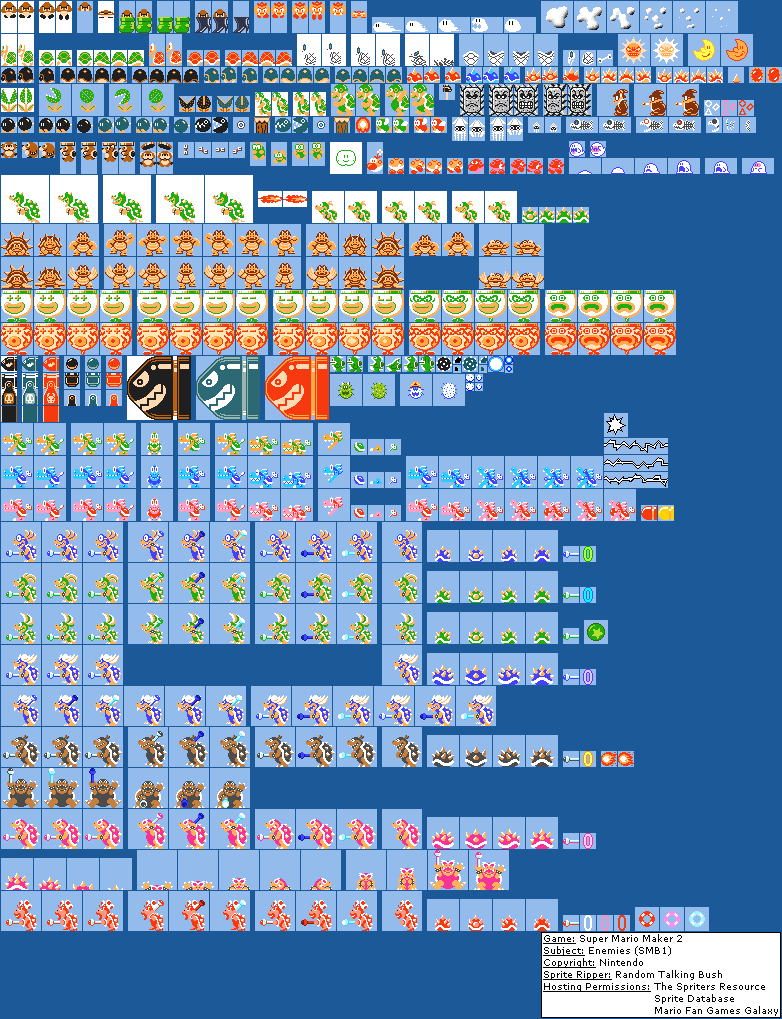 Game: Super Mario Maker 2
Subject: Enemies (SMB1)
Copyright: Nintendo
Sprite Ripper: Random Talking Bush
Hosting Permissions: The Spriters Resource
Sprite Database
Mario Fan Games Galaxy